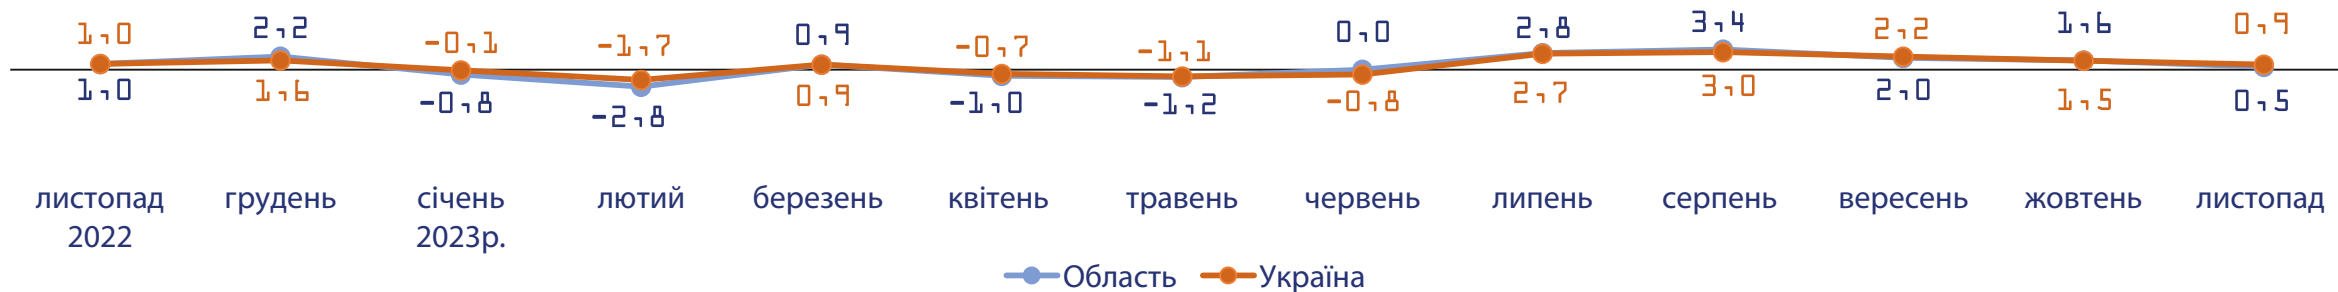 1,0 2,2 -0,1 -1,7 0,9 -0,7 -1,1 0,0 2,8 3,4 2,2 1,6 0,9
1,0 1,6 -0,8 -2,8 0,9 -1,0 -1,2 -0,8 2,7 3,0 2,0 1,5 0,5
листопад грудень січень лютий березень квітень травень червень липень серпень вересень жовтень листопад
2022 2023р.
Область Україна